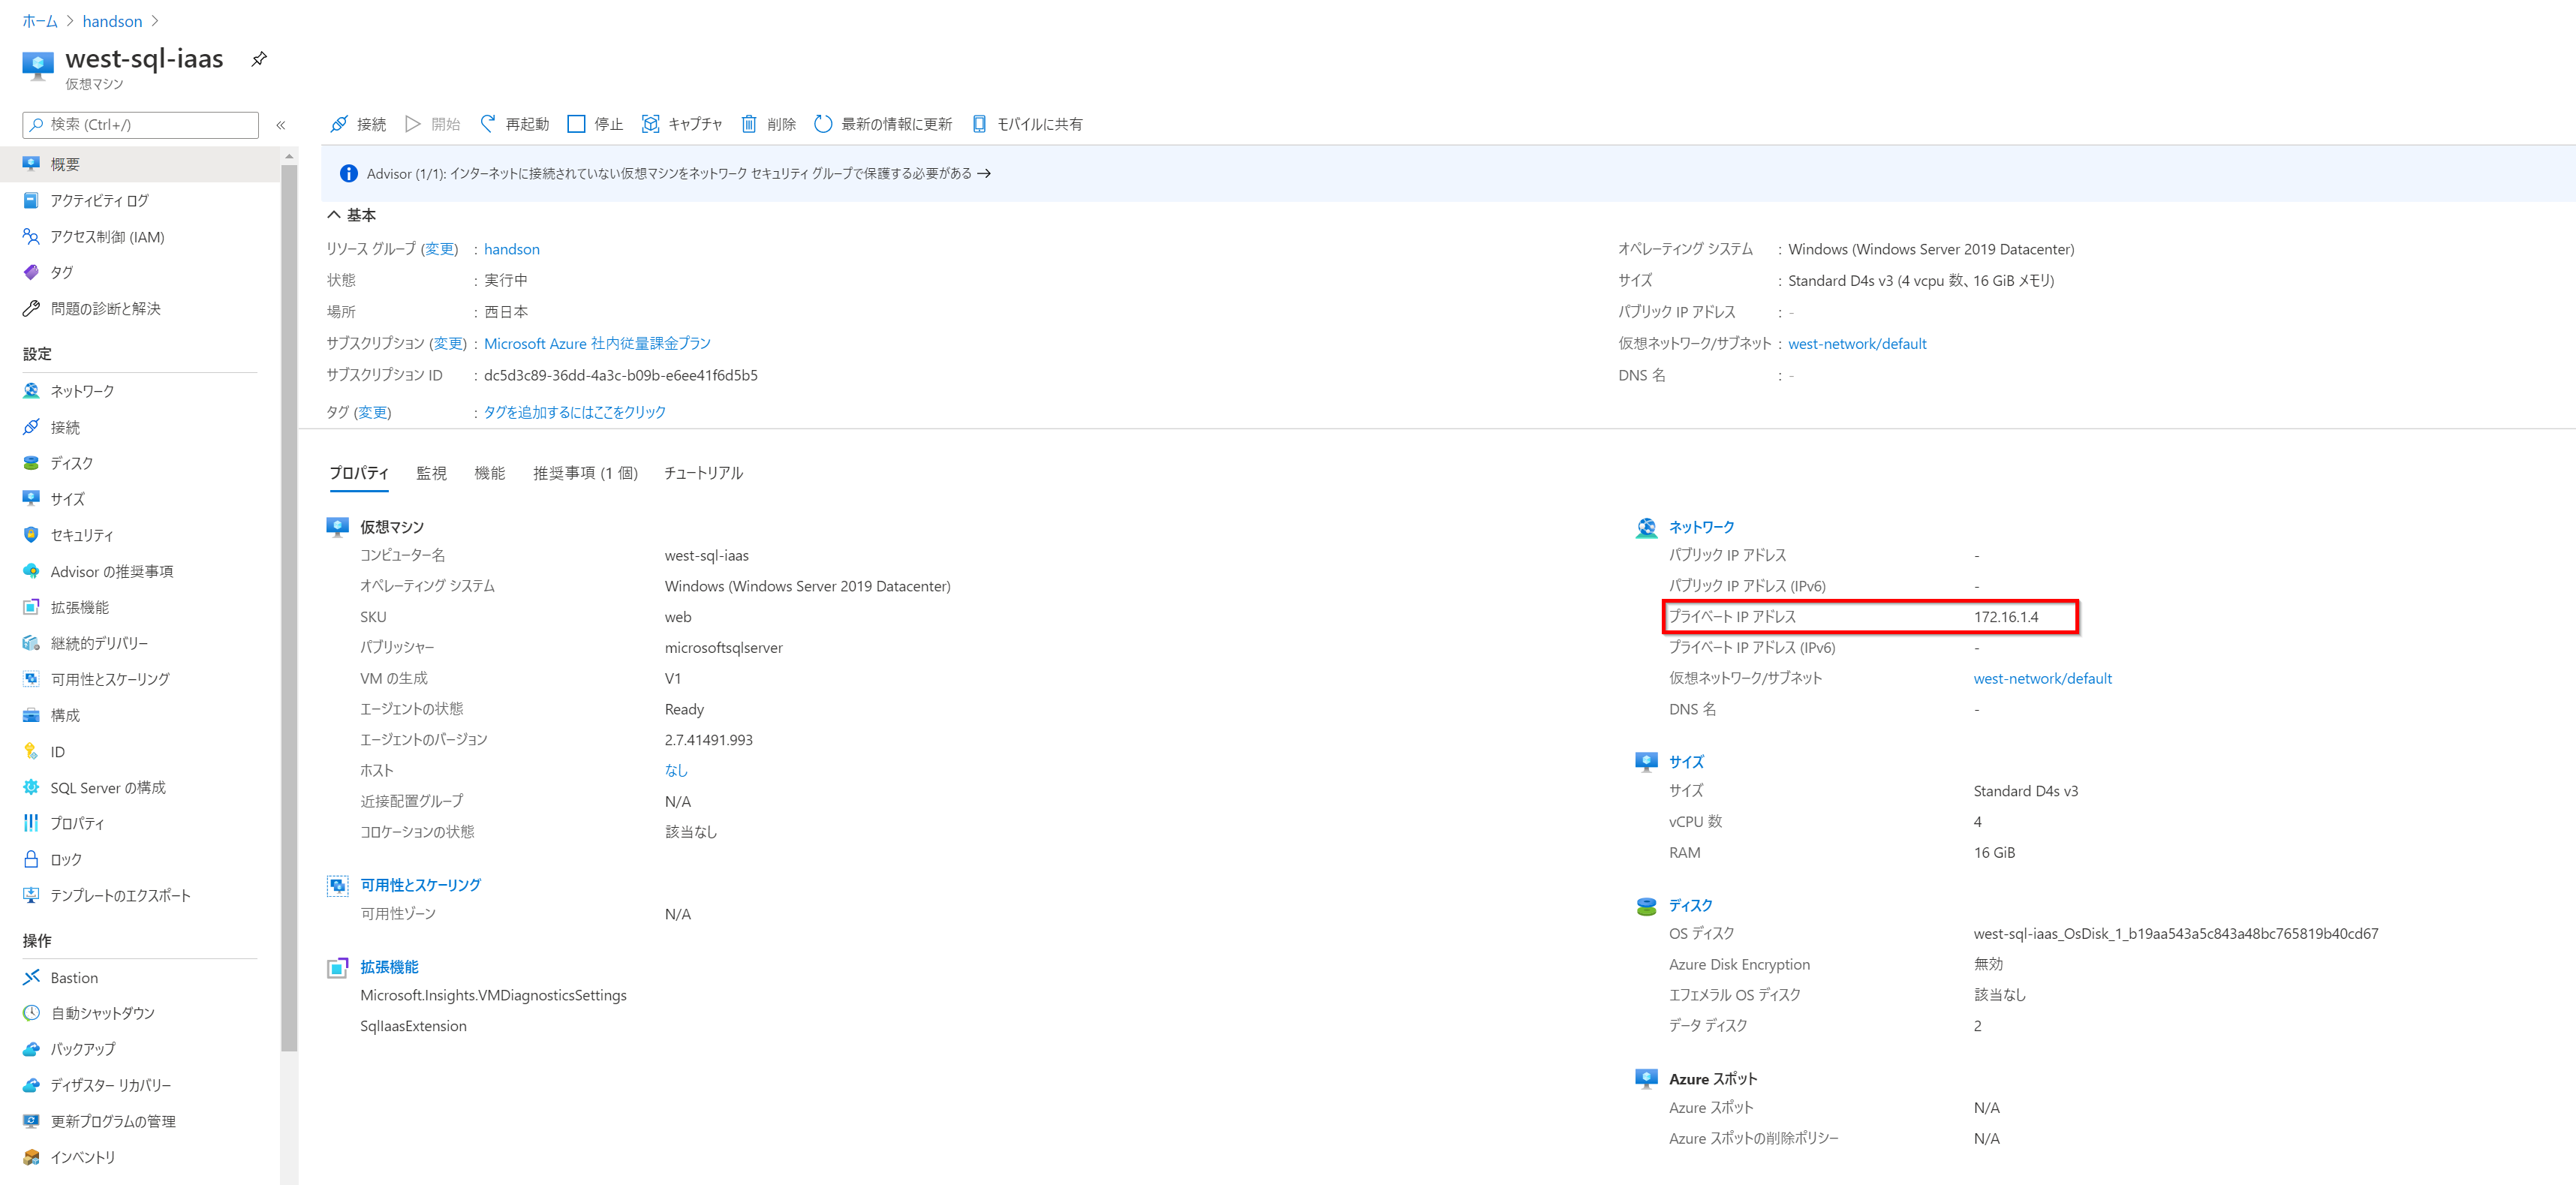 ホーム > handson >
west-sql-iaas
仮想マシン
検索 (Ctrl+/)
«
接続
開始
再起動
停止
キャプチャ
削除
最新の情報に更新
モバイルに共有
概要
アクティビティ ログ
アクセス制御 (IAM)
タグ
問題の診断と解決
設定
ネットワーク
接続
ディスク
サイズ
セキュリティ
Advisor の推奨事項
拡張機能
継続的デリバリー
可用性とスケーリング
構成
ID
SQL Server の構成
プロパティ
ロック
テンプレートのエクスポート
操作
Bastion
自動シャットダウン
バックアップ
ディザスター リカバリー
更新プログラムの管理
インベントリ
Advisor (1/1): インターネットに接続されていない仮想マシンをネットワーク セキュリティ グループで保護する必要がある →
基本
リソース グループ (変更) : handson
状態 : 実行中
場所 : 西日本
サブスクリプション (変更) : Microsoft Azure 社内従量課金プラン
サブスクリプション ID : dc5d3c89-36dd-4a3c-b09b-e6ee41f6d5b5
タグ (変更) : タグを追加するにはここをクリック
オペレーティング システム : Windows (Windows Server 2019 Datacenter)
サイズ : Standard D4s v3 (4 vcpu 数、16 GiB メモリ)
パブリック IP アドレス : -
仮想ネットワーク/サブネット : west-network/default
DNS 名 : -
プロパティ 監視 機能 推奨事項 (1 個) チュートリアル
仮想マシン
コンピューター名 west-sql-iaas
オペレーティング システム Windows (Windows Server 2019 Datacenter)
SKU web
パブリッシャー microsoftsqlserver
VM の生成 V1
エージェントの状態 Ready
エージェントのバージョン 2.7.41491.993
ホスト なし
近接配置グループ N/A
コロケーションの状態 該当なし
可用性とスケーリング
可用性ゾーン N/A
拡張機能
Microsoft.Insights.VMDiagnosticsSettings
SqlIaasExtension
ネットワーク
パブリック IP アドレス -
パブリック IP アドレス (IPv6) -
プライベート IP アドレス 172.16.1.4
プライベート IP アドレス (IPv6) -
仮想ネットワーク/サブネット west-network/default
DNS 名 -
サイズ
サイズ Standard D4s v3
vCPU 数 4
RAM 16 GiB
ディスク
OS ディスク west-sql-iaas_OsDisk_1_b19aa543a5c843a48bc765819b40cd67
Azure Disk Encryption 無効
エフェメラル OS ディスク 該当なし
データ ディスク 2
Azure スポット
Azure スポット N/A
Azure スポットの削除ポリシー N/A